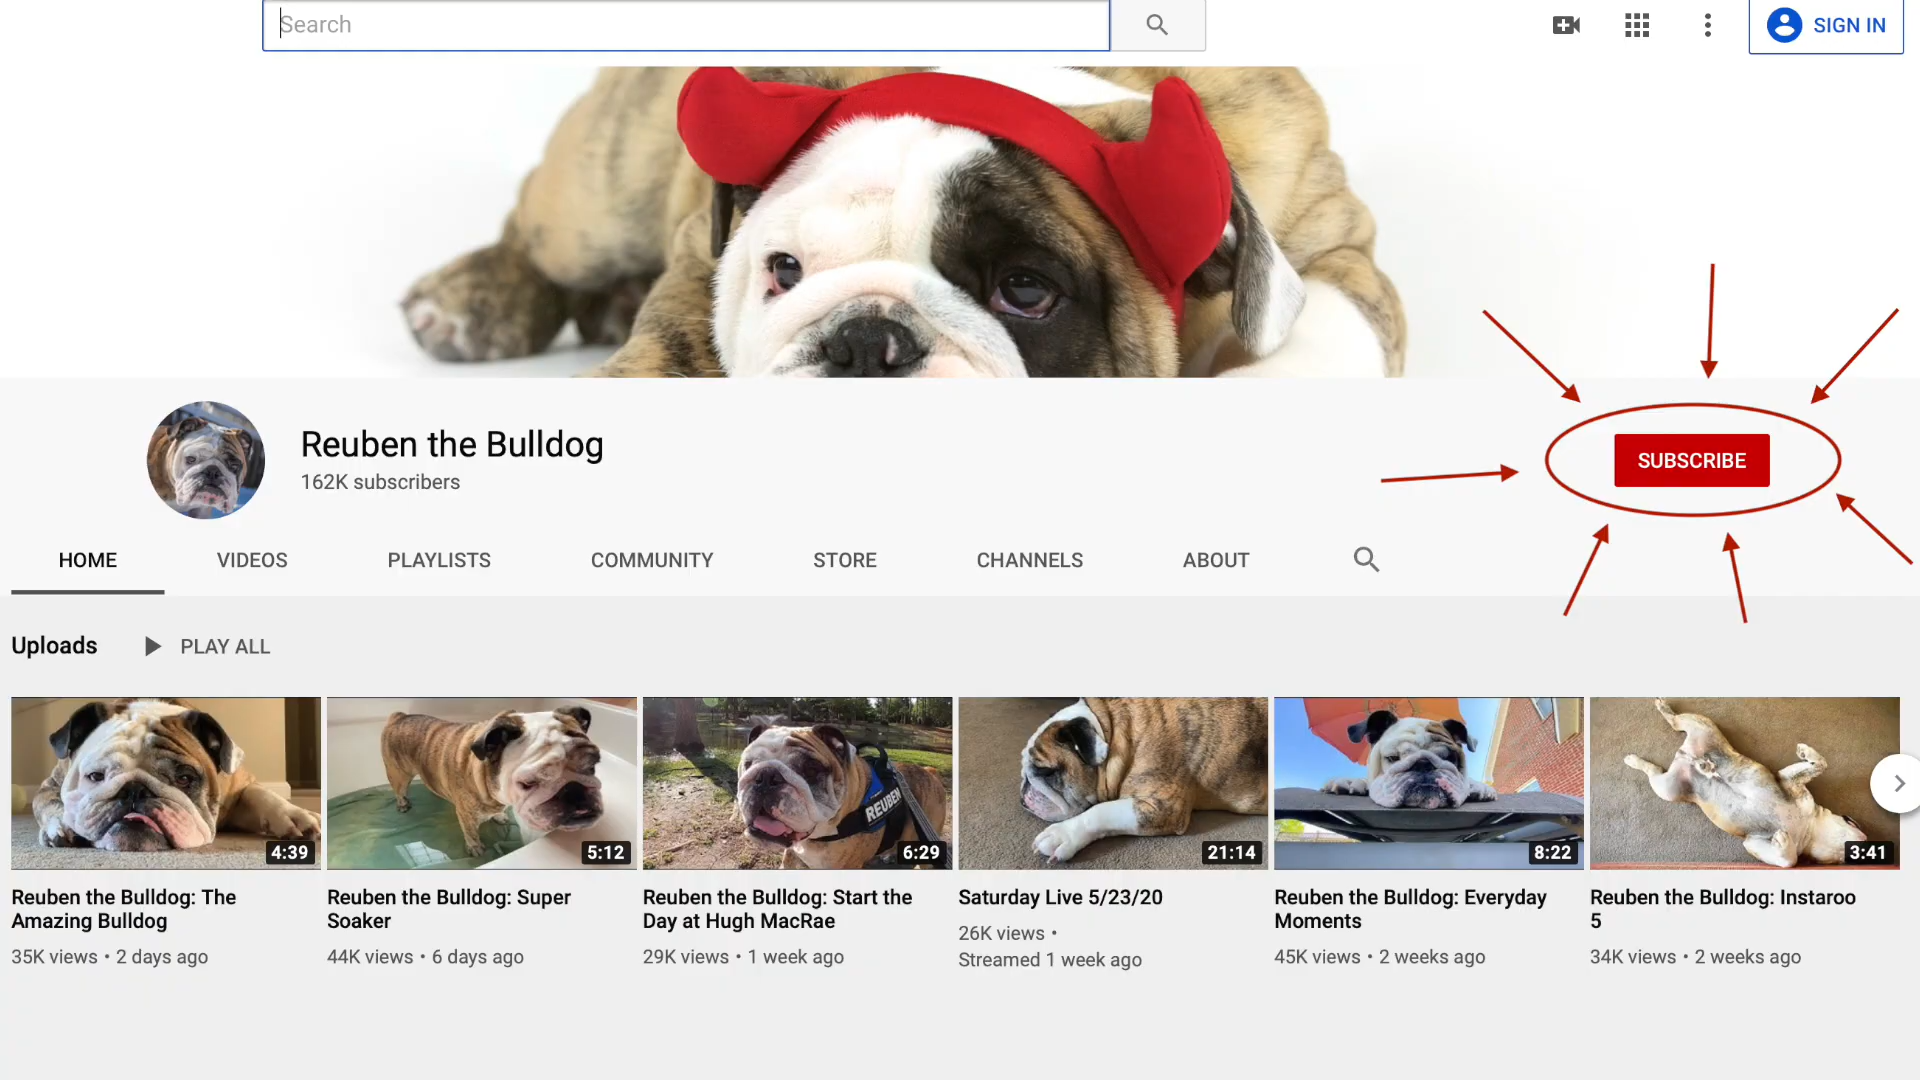 Search
SIGN IN
Reuben the Bulldog
162K subscribers
SUBSCRIBE
HOME VIDEOS PLAYLISTS COMMUNITY STORE CHANNELS ABOUT
Uploads PLAY ALL
4:39
5:12
REUBEN
6:29
21:14
8:22
3:41
Reuben the Bulldog: The
Amazing Bulldog
35K views • 2 days ago
Reuben the Bulldog: Super
Soaker
44K views • 6 days ago
Reuben the Bulldog: Start the
Day at Hugh MacRae
29K views • 1 week ago
Saturday Live 5/23/20
26K views •
Streamed 1 week ago
Reuben the Bulldog: Everyday
Moments
45K views • 2 weeks ago
Reuben the Bulldog: Instaroo
5
34K views • 2 weeks ago